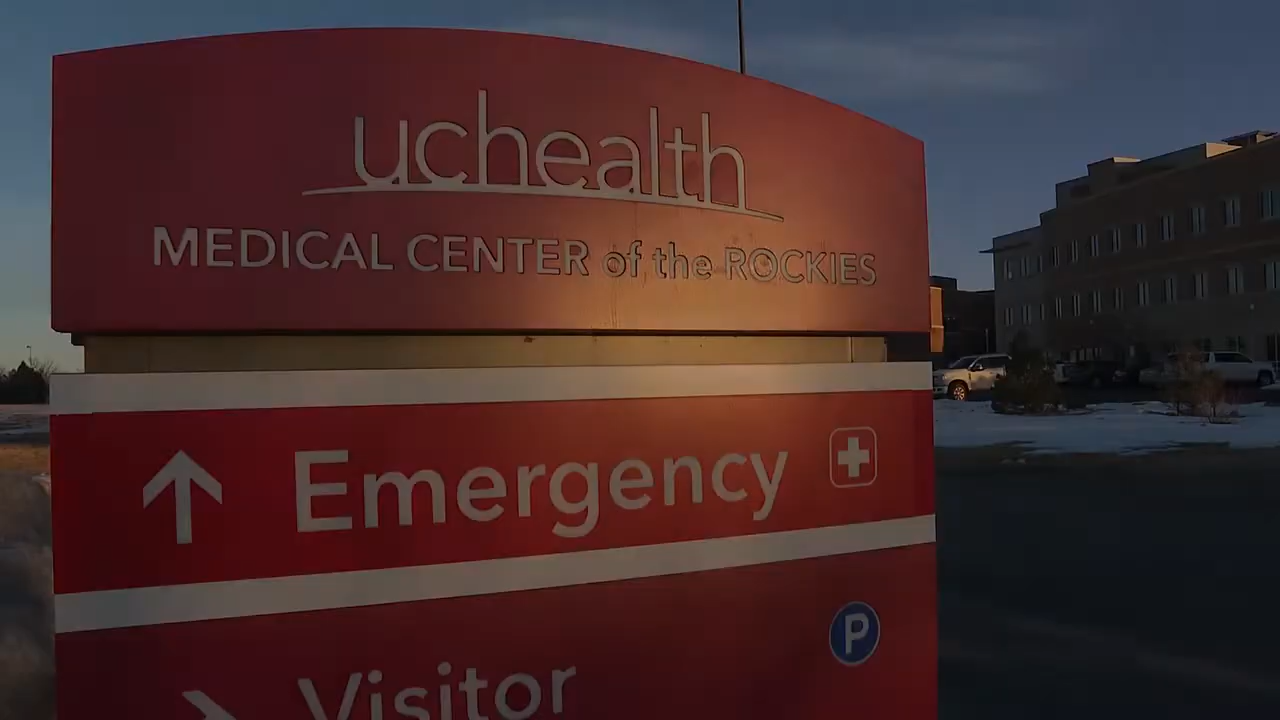 uchealth
MEDICAL CENTER of the ROCKIES
Emergency
P
Visitor